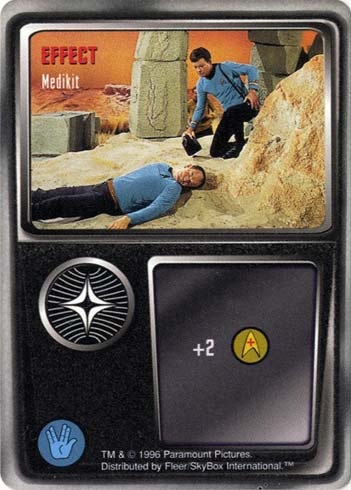 EFFECT
Medikit
+2
TM & © 1996 Paramount Pictures.
Distributed by Fleer/SkyBox International.™